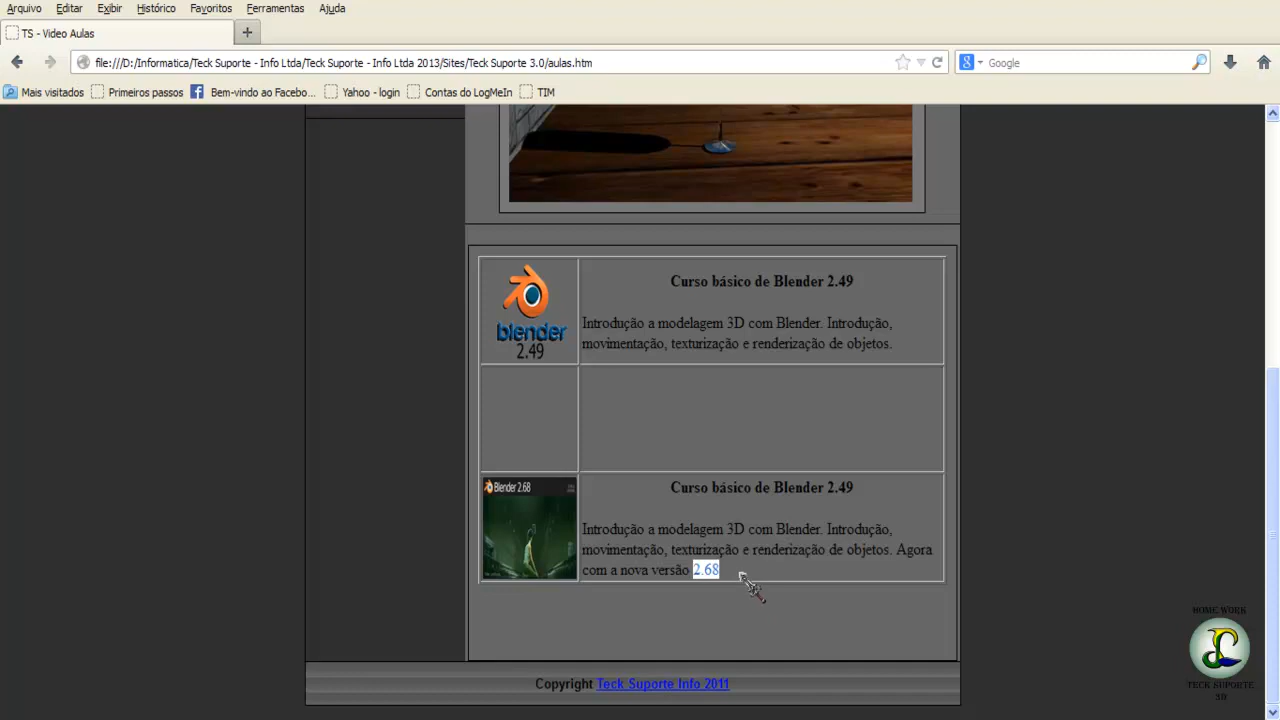 Arquivo Editar Exibir Histórico Favoritos Ferramentas Ajuda
TS - Video Aulas
file:///D:/Informatica/Teck Suporte - Info Ltda/Teck Suporte - Info Ltda 2013/Sites/Teck Suporte 3.0/aulas.htm
Google
Mais visitados Primeiros passos Bem-vindo ao Facebo... Yahoo - login Contas do LogMeIn TIM
Curso básico de Blender 2.49
Introdução a modelagem 3D com Blender. Introdução,
movimentação, texturização e renderização de objetos.
blender
2.49
Blender 2.68
Curso básico de Blender 2.49
Introdução a modelagem 3D com Blender. Introdução,
movimentação, texturização e renderização de objetos. Agora
com a nova versão 2.68
Copyright Teck Suporte Info 2011
HOME WORK
TECK SUPORTE